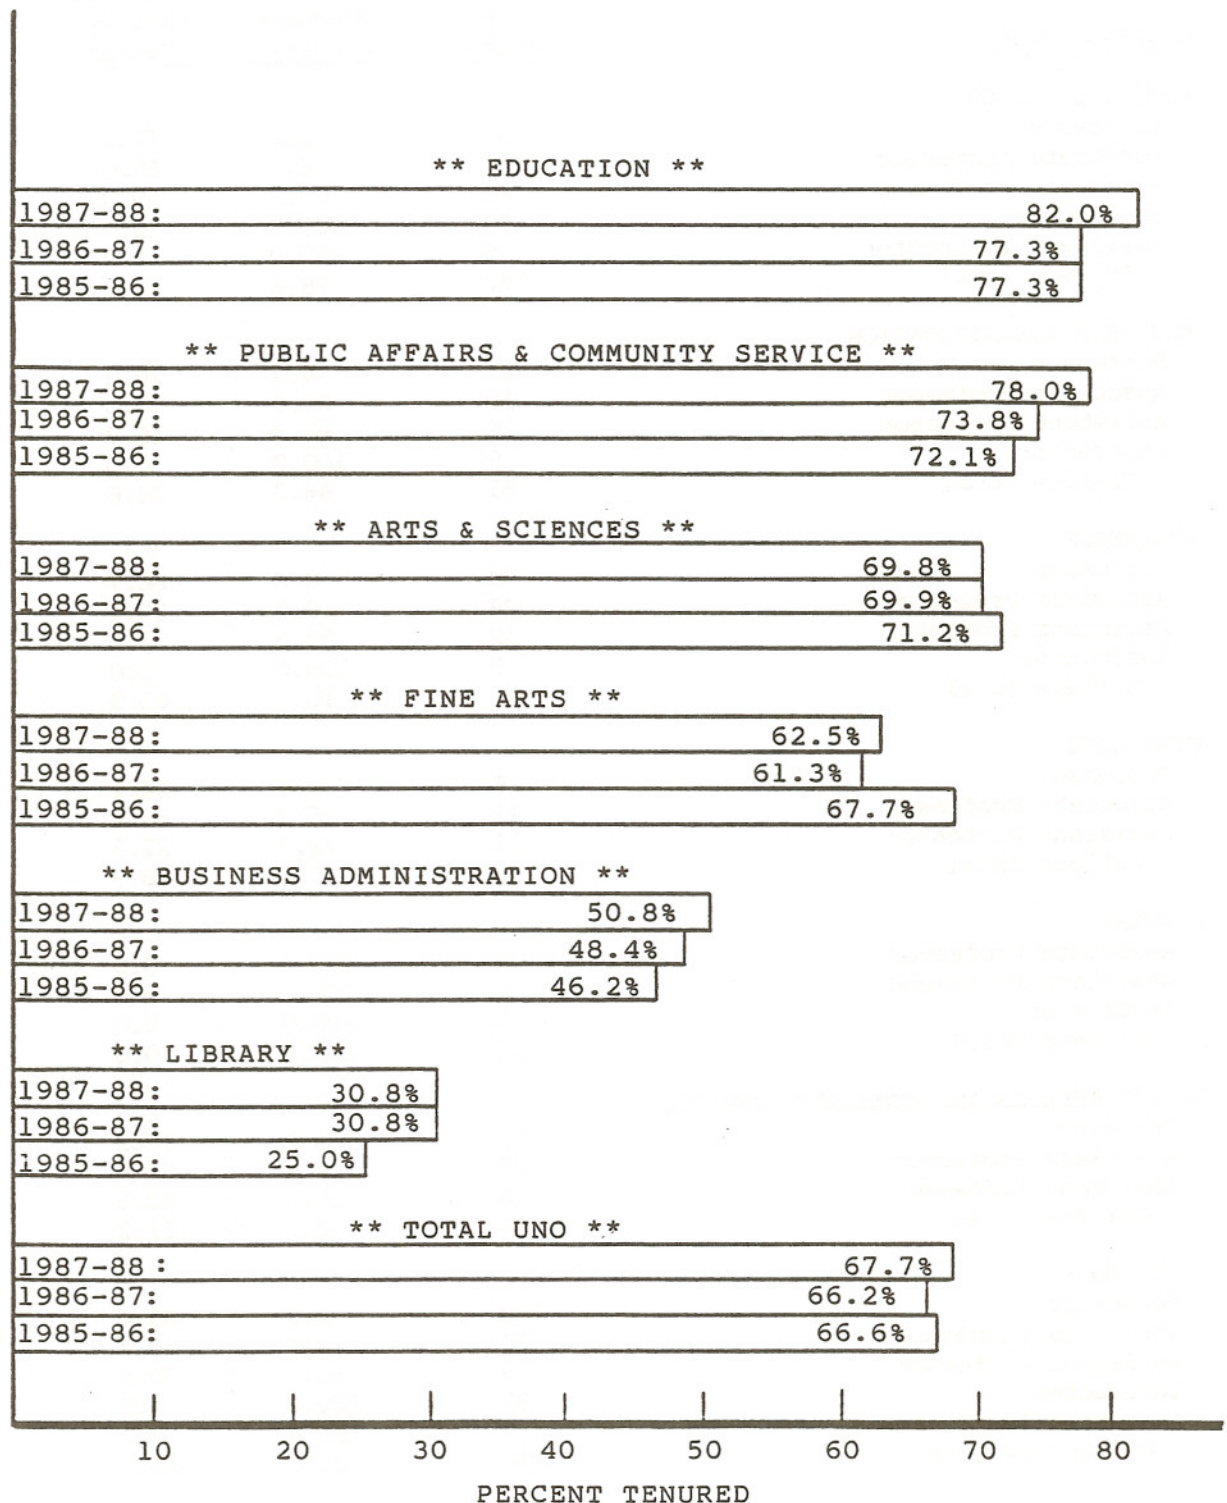 ** EDUCATION **
1987-88: 82.0%
1986-87: 77.3%
1985-86: 77.3%
** PUBLIC AFFAIRS & COMMUNITY SERVICE **
1987-88: 78.0%
1986-87: 73.8%
1985-86: 72.1%
** ARTS & SCIENCES **
1987-88: 69.8%
1986-87: 69.9%
1985-86: 71.2%
** FINE ARTS **
1987-88: 62.5%
1986-87: 61.3%
1985-86: 67.7%
** BUSINESS ADMINISTRATION **
1987-88: 50.8%
1986-87: 48.4%
1985-86: 46.2%
** LIBRARY **
1987-88: 30.8%
1986-87: 30.8%
1985-86: 25.0%
** TOTAL UNO **
1987-88 : 67.7%
1986-87: 66.2%
1985-86: 66.6%
10 20 30 40 50 60 70 80
PERCENT TENURED